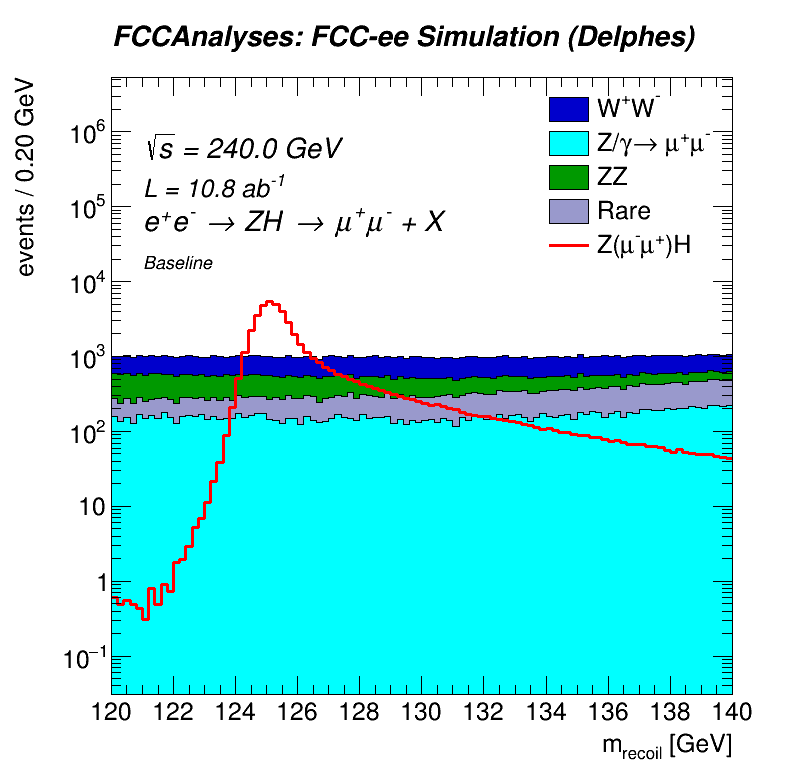 FCCAnalyses: FCC-ee Simulation (Delphes)
events / 0.20 GeV
√s = 240.0 GeV
L = 10.8 ab⁻¹
e⁺e⁻ → ZH → μ⁺μ⁻ + X
Baseline
W⁺W⁻
Z/γ→ μ⁺μ⁻
ZZ
Rare
Z(μ⁻μ⁺)H
10⁶
10⁵
10⁴
10³
10²
10
1
10⁻¹
120 122 124 126 128 130 132 134 136 138 140
m_recoil [GeV]